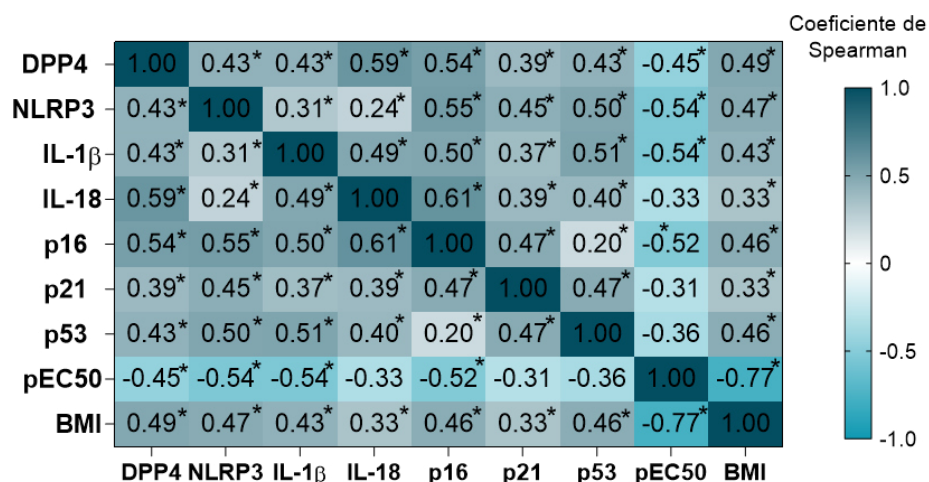 Coeficiente de
Spearman
DPP4 1.00 0.43* 0.43* 0.59* 0.54* 0.39* 0.43* -0.45* 0.49*
NLRP3 0.43* 1.00 0.31* 0.24* 0.55* 0.45* 0.50* -0.54* 0.47*
IL-1β 0.43* 0.31* 1.00 0.49* 0.50* 0.37* 0.51* -0.54* 0.43*
IL-18 0.59* 0.24* 0.49* 1.00 0.61* 0.39* 0.40* -0.33 0.33*
p16 0.54* 0.55* 0.50* 0.61* 1.00 0.47* 0.20* *-0.52 0.46*
p21 0.39* 0.45* 0.37* 0.39* 0.47* 1.00 0.47* -0.31 0.33*
p53 0.43* 0.50* 0.51* 0.40* 0.20* 0.47* 1.00 -0.36 0.46*
pEC50 -0.45* -0.54* -0.54* -0.33 -0.52* -0.31 -0.36 1.00 -0.77*
BMI 0.49* 0.47* 0.43* 0.33* 0.46* 0.33* 0.46* -0.77* 1.00
DPP4 NLRP3 IL-1β IL-18 p16 p21 p53 pEC50 BMI
1.0
0.5
0
-0.5
-1.0